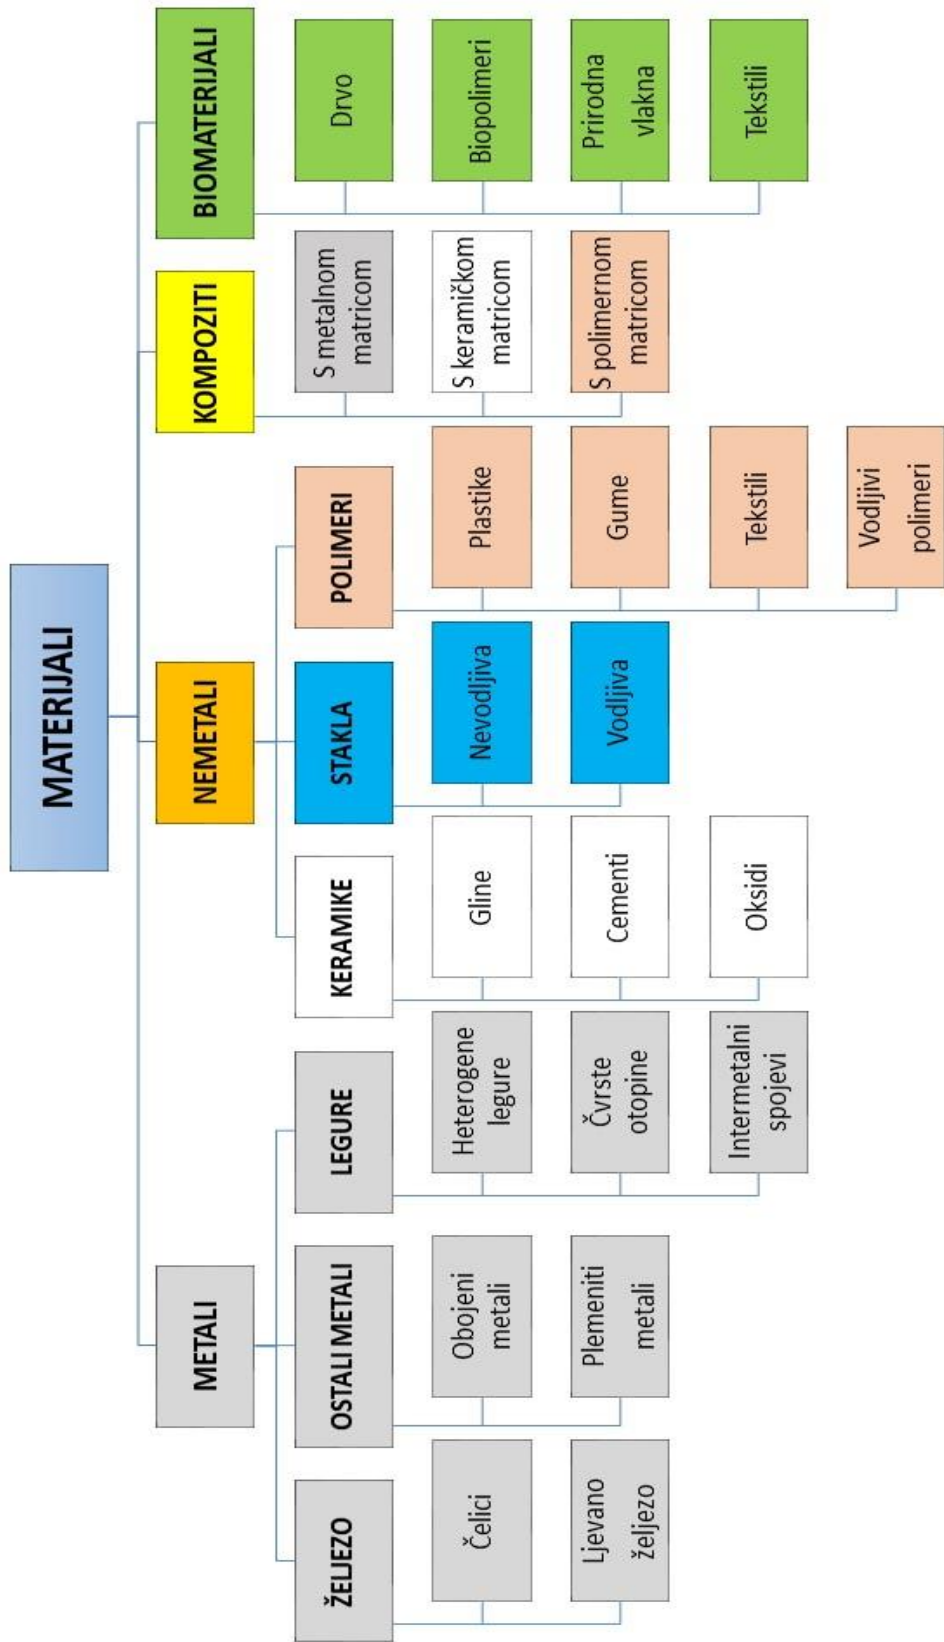 MATERIJALI
METALI
NEMETALI
KOMPOZITI
BIOMATERIJALI
ŽELJEZO
OSTALI METALI
LEGURE
KERAMIKE
STAKLA
POLIMERI
S metalnom
matricom
Drvo
Čelici
Obojeni
metali
Heterogene
legure
Gline
Nevodljiva
Plastike
S keramičkom
matricom
Biopolimeri
Ljevano
željezo
Plemeniti
metali
Čvrste
otopine
Cementi
Vodljiva
Gume
S polimernom
matricom
Prirodna
vlakna
Intermetalni
spojevi
Oksidi
Tekstili
Tekstili
Vodljivi
polimeri